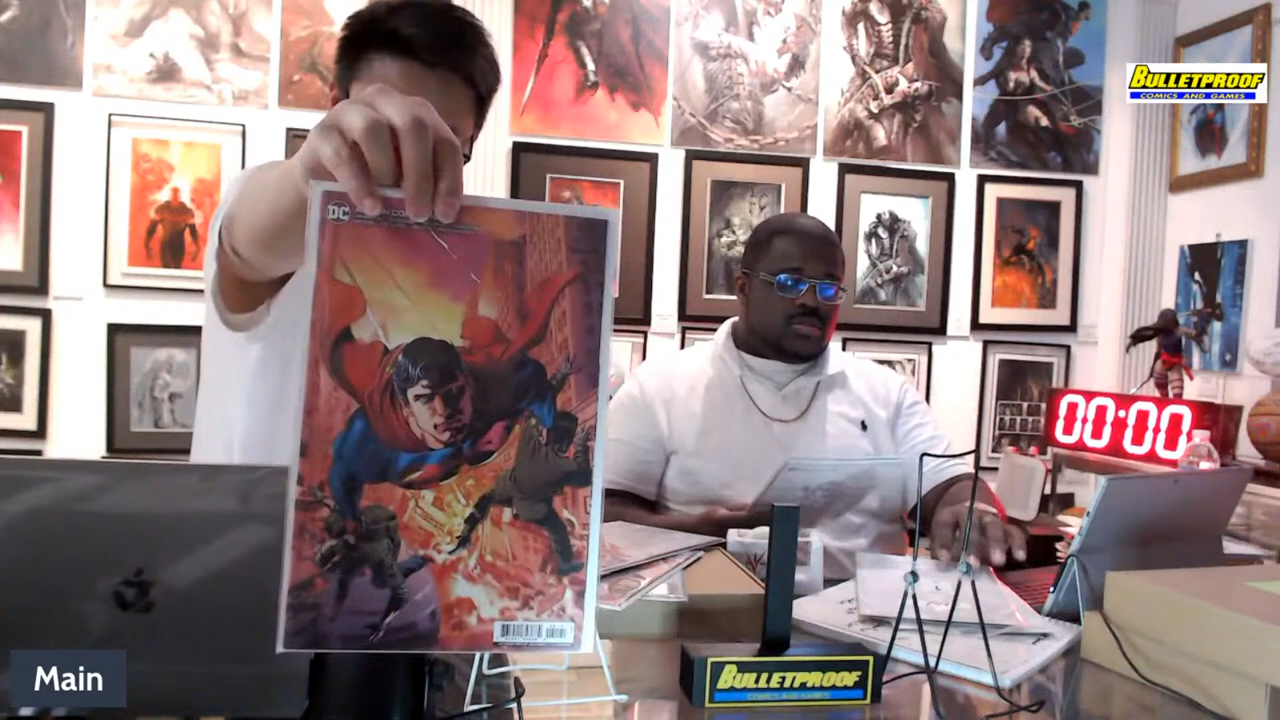 BULLETPROOF
COMICS AND GAMES
DC
00:00
BULLETPROOF
COMICS AND GAMES
Main